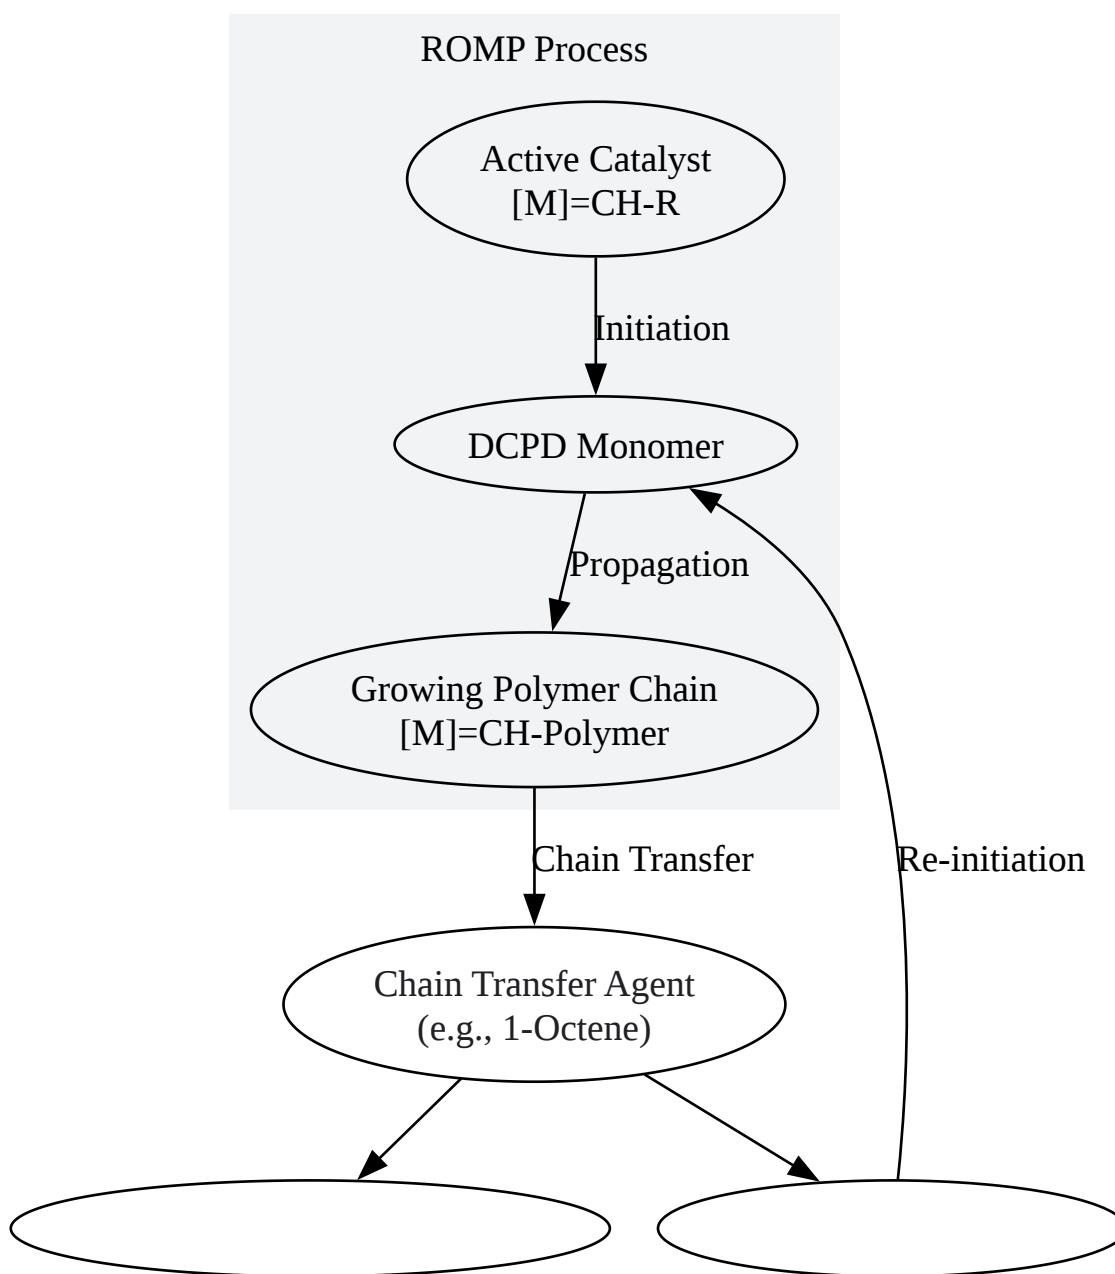 ROMP Process
Active Catalyst
[M]=CH-R
Initiation
DCPD Monomer
Propagation
Growing Polymer Chain
[M]=CH-Polymer
Chain Transfer
Re-initiation
Chain Transfer Agent
(e.g., 1-Octene)